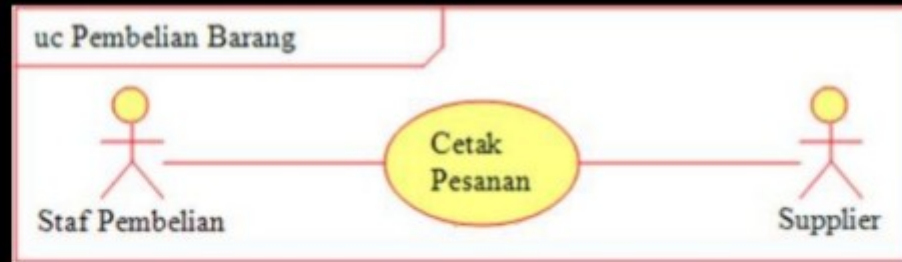 uc Pembelian Barang
Cetak
Pesanan
Staf Pembelian
Supplier